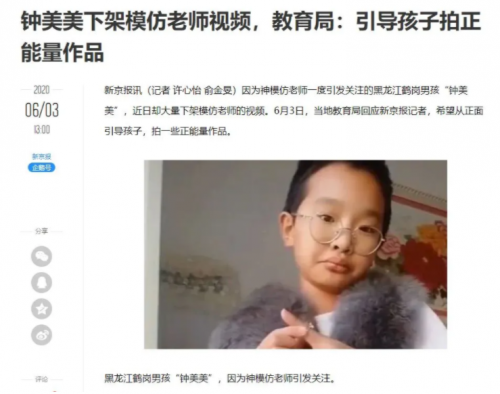 钟美美下架模仿老师视频,教育局:引导孩子拍正
能量作品
2020
06/03
13:00
新京报
企鹅号
分享
评论
新京报讯(记者 许心怡 俞金旻)因为神模仿老师一度引发关注的黑龙江鹤岗男孩“钟美
美”,近日却大量下架模仿老师的视频。6月3日,当地教育局回应新京报记者,希望从正面
引导孩子,拍一些正能量作品。
黑龙江鹤岗男孩“钟美美”,因为神模仿老师引发关注。